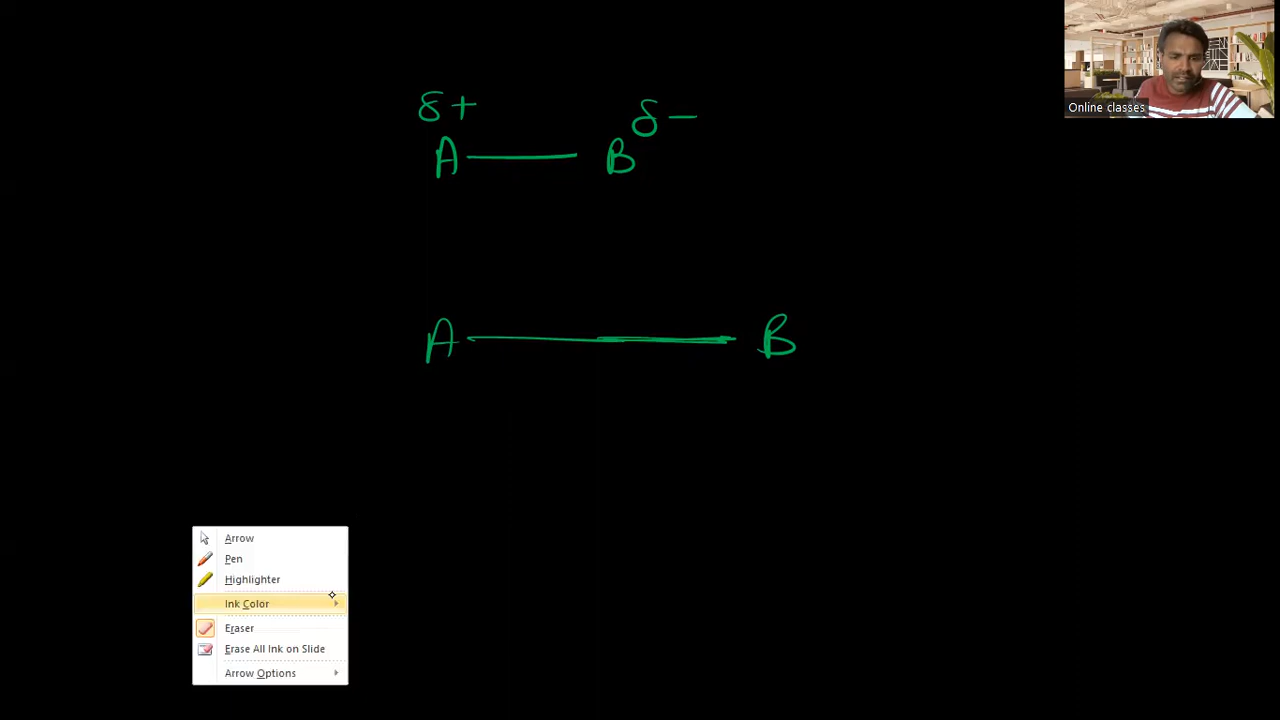 Online classes
δ+ δ−
A — B
A — B
Arrow
Pen
Highlighter
Ink Color
Eraser
Erase All Ink on Slide
Arrow Options